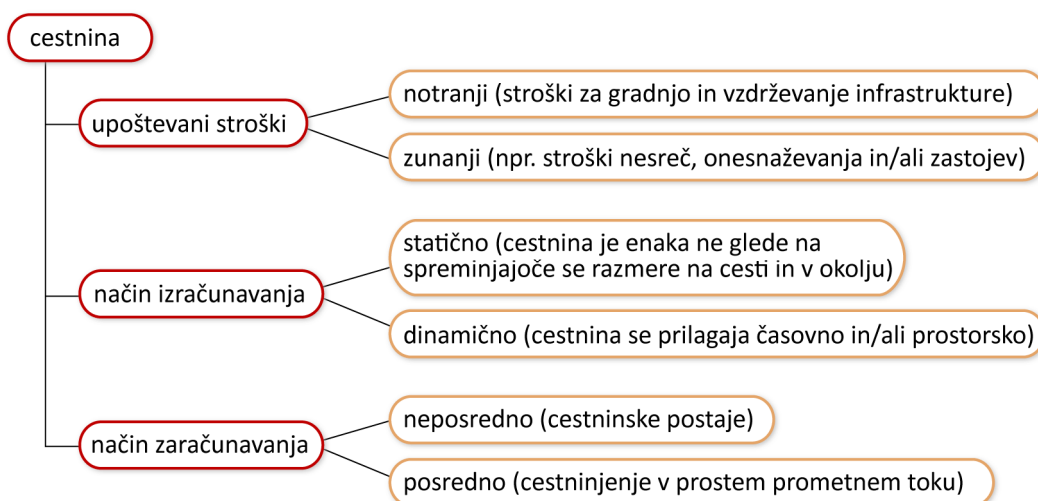 cestnina
upoštevani stroški
notranji (stroški za gradnjo in vzdrževanje infrastrukture)
zunanji (npr. stroški nesreč, onesnaževanja in/ali zastojev)
način izračunavanja
statično (cestnina je enaka ne glede na
spreminjajoče se razmere na cesti in v okolju)
dinamično (cestnina se prilagaja časovno in/ali prostorsko)
način zaračunavanja
neposredno (cestninske postaje)
posredno (cestninjenje v prostem prometnem toku)